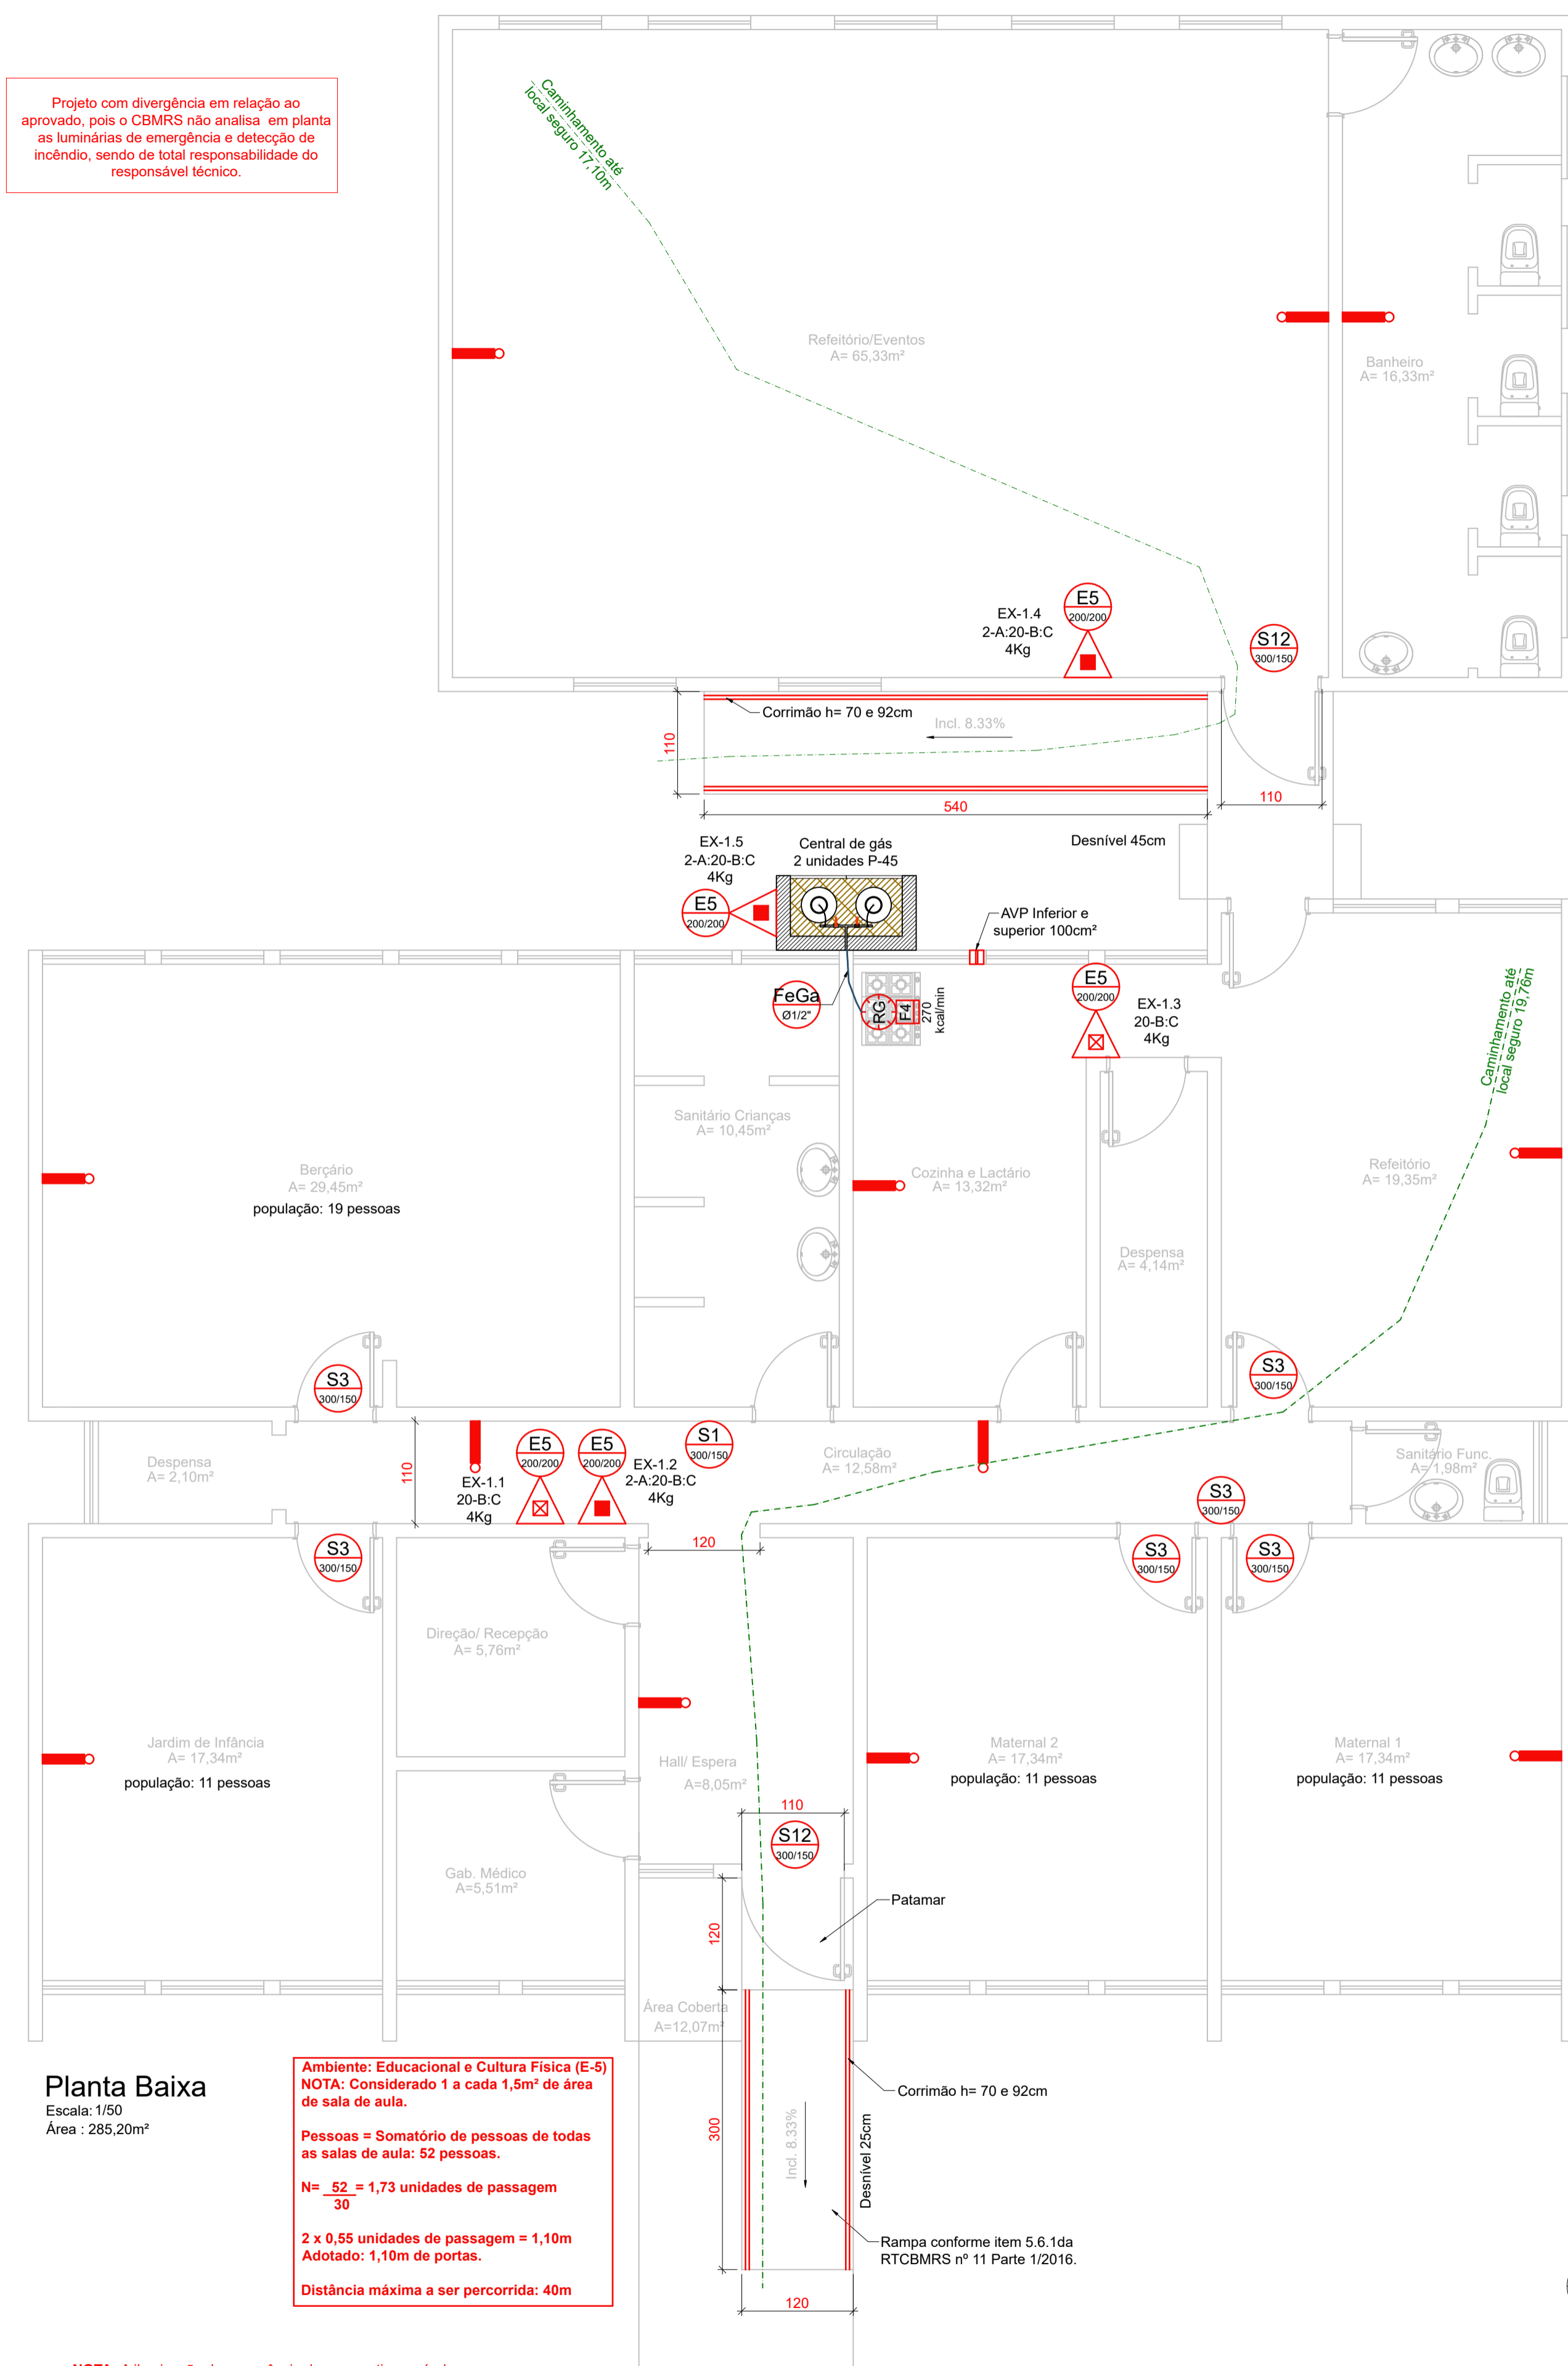 Projeto com divergência em relação ao
aprovado, pois o CBMRS não analisa em planta
as luminárias de emergência e detecção de
incêndio, sendo de total responsabilidade do
responsável técnico.
Caminhamento até
local seguro 17,10m
Refeitório/Eventos
A= 65,33m²
Banheiro
A= 16,33m²
EX-1.4
2-A:20-B:C
4Kg
E5
200/200
S12
300/150
Corrimão h= 70 e 92cm
Incl. 8.33%
110
540
110
Desnível 45cm
EX-1.5
2-A:20-B:C
4Kg
E5
200/200
Central de gás
2 unidades P-45
AVP Inferior e
superior 100cm²
FeGa
Ø1/2"
RG
F4
270
kcal/min
E5
200/200
EX-1.3
20-B:C
4Kg
Caminhamento até
local seguro 19,76m
Berçário
A= 29,45m²
população: 19 pessoas
Sanitário Crianças
A= 10,45m²
Cozinha e Lactário
A= 13,32m²
Despensa
A= 4,14m²
Refeitório
A= 19,35m²
S3
300/150
S3
300/150
Despensa
A= 2,10m²
110
EX-1.1
20-B:C
4Kg
E5
200/200
E5
200/200
EX-1.2
2-A:20-B:C
4Kg
S1
300/150
Circulação
A= 12,58m²
Sanitário Func.
A= 1,98m²
S3
300/150
S3
300/150
120
S3
300/150
S3
300/150
Direção/ Recepção
A= 5,76m²
Jardim de Infância
A= 17,34m²
população: 11 pessoas
Hall/ Espera
A=8,05m²
Maternal 2
A= 17,34m²
população: 11 pessoas
Maternal 1
A= 17,34m²
população: 11 pessoas
110
S12
300/150
Gab. Médico
A=5,51m²
Patamar
120
Área Coberta
A=12,07m²
Planta Baixa
Escala: 1/50
Área : 285,20m²
Ambiente: Educacional e Cultura Física (E-5)
NOTA: Considerado 1 a cada 1,5m² de área
de sala de aula.
Pessoas = Somatório de pessoas de todas
as salas de aula: 52 pessoas.
N= 52 = 1,73 unidades de passagem
30
2 x 0,55 unidades de passagem = 1,10m
Adotado: 1,10m de portas.
Distância máxima a ser percorrida: 40m
Corrimão h= 70 e 92cm
300
Incl. 8.33%
Desnível 25cm
Rampa conforme item 5.6.1da
RTCBMRS nº 11 Parte 1/2016.
120